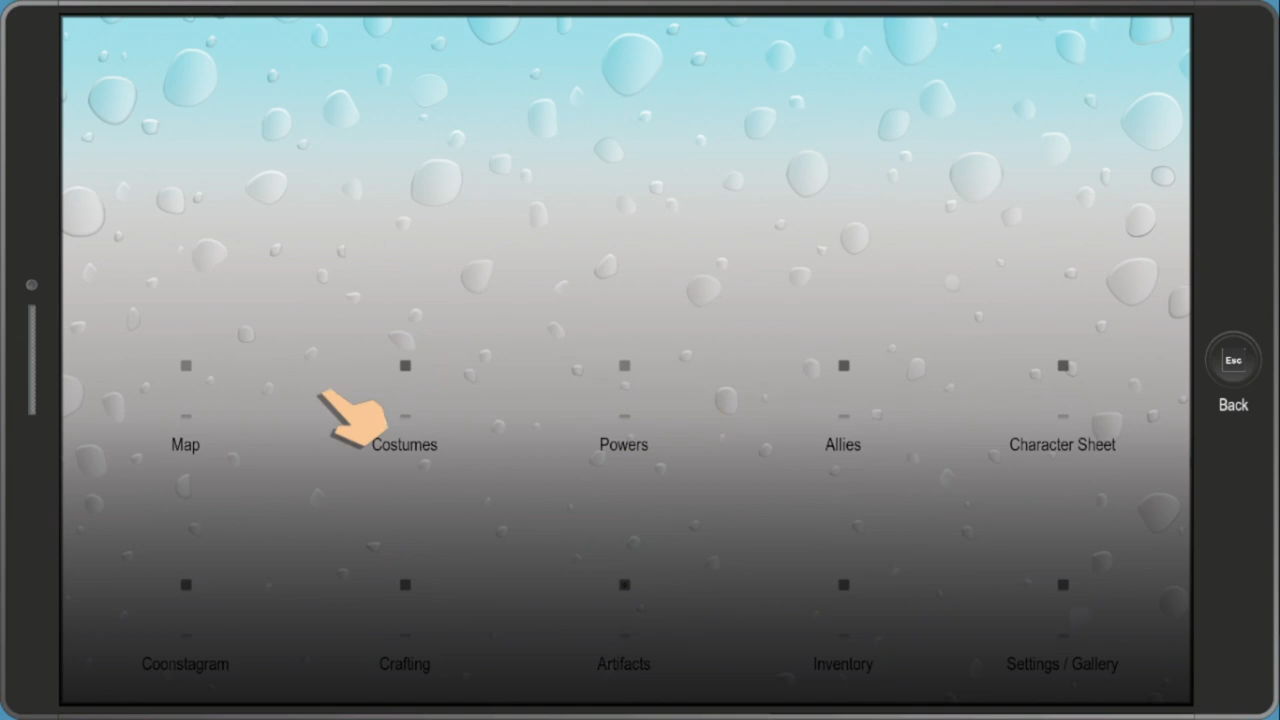 Map
Costumes
Powers
Allies
Character Sheet
Esc
Back
Coonstagram
Crafting
Artifacts
Inventory
Settings / Gallery